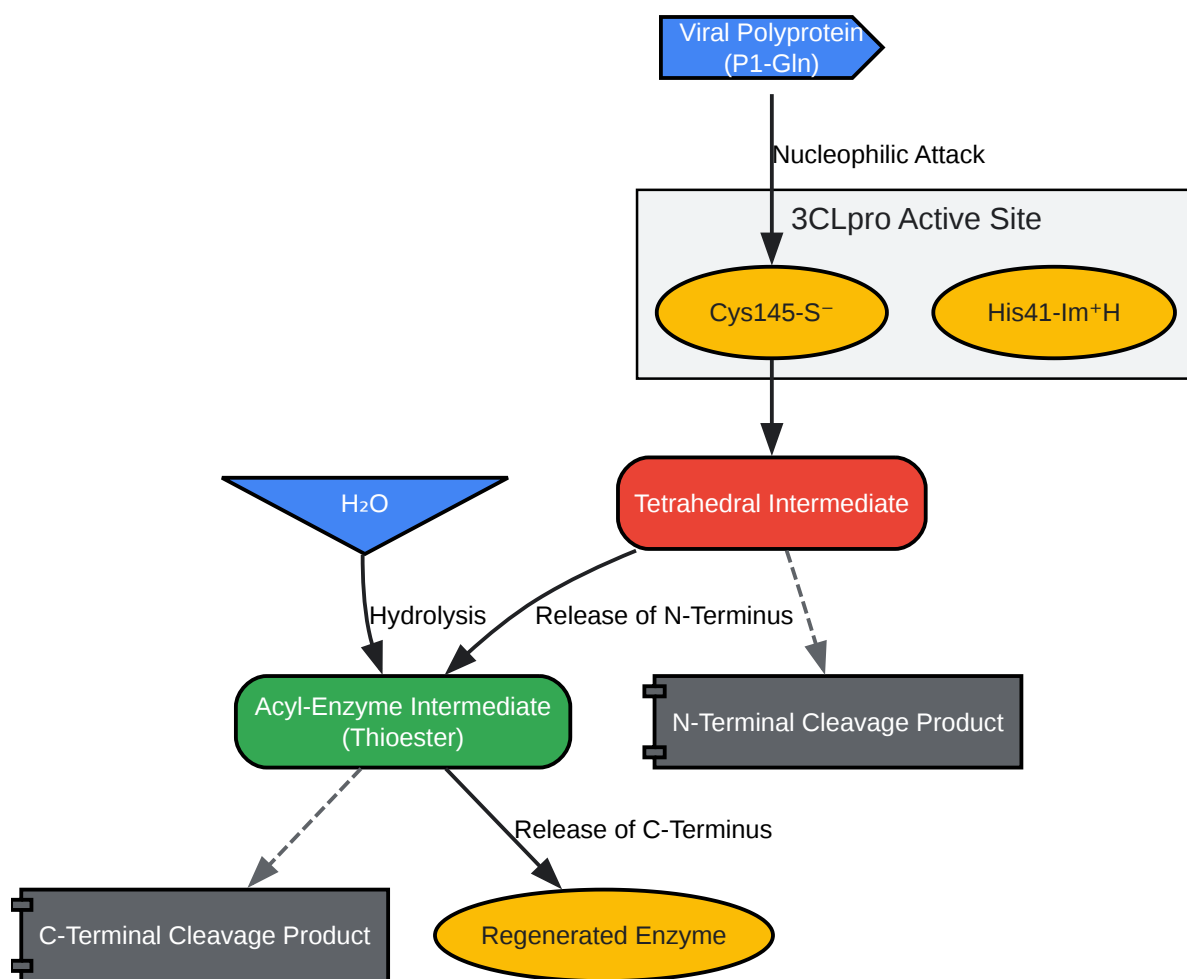 Viral Polyprotein
(P1-Gln)
Nucleophilic Attack
3CLpro Active Site
Cys145-S⁻
His41-Im⁺H
H₂O
Tetrahedral Intermediate
Hydrolysis
Release of N-Terminus
Acyl-Enzyme Intermediate
(Thioester)
N-Terminal Cleavage Product
Release of C-Terminus
C-Terminal Cleavage Product
Regenerated Enzyme